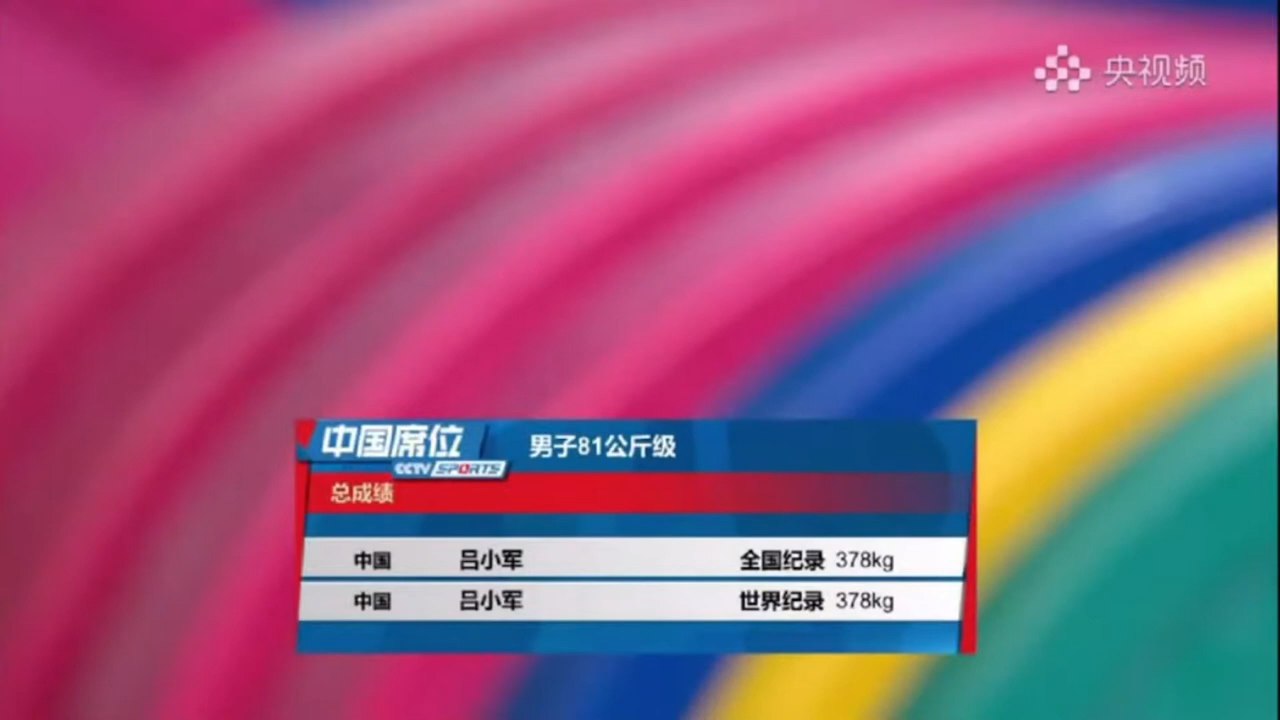 央视频
中国席位 男子81公斤级
CCTV SPORTS
总成绩
中国 吕小军 全国纪录 378kg
中国 吕小军 世界纪录 378kg